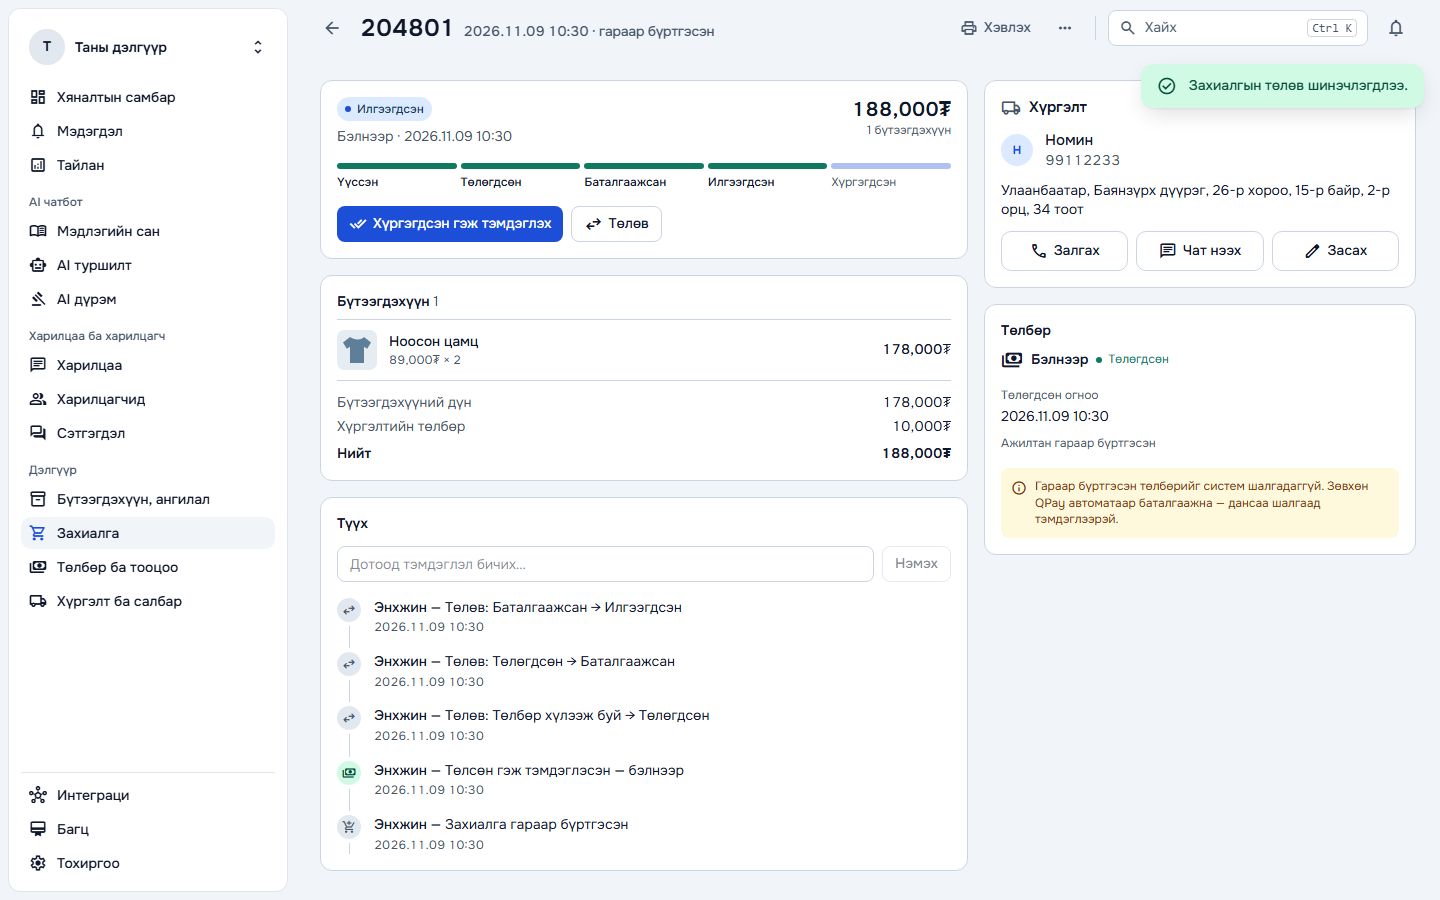 Т
Таны дэлгүүр
Хяналтын самбар
Мэдэгдэл
Тайлан
AI чатбот
Мэдлэгийн сан
AI туршилт
AI дүрэм
Харилцаа ба харилцагч
Харилцаа
Харилцагчид
Сэтгэгдэл
Дэлгүүр
Бүтээгдэхүүн, ангилал
Захиалга
Төлбөр ба тооцоо
Хүргэлт ба салбар
Интеграци
Багц
Тохиргоо
204801 2026.11.09 10:30 · гараар бүртгэсэн
Хэвлэх
Хайх
Ctrl K
Захиалгын төлөв шинэчлэгдлээ.
Илгээгдсэн
188,000₮
Бэлнээр · 2026.11.09 10:30
1 бүтээгдэхүүн
Үүссэн Төлөгдсөн Баталгаажсан Илгээгдсэн Хүргэгдсэн
Хүргэгдсэн гэж тэмдэглэх
Төлөв
Бүтээгдэхүүн 1
Ноосон цамц
89,000₮ × 2
178,000₮
Бүтээгдэхүүний дүн 178,000₮
Хүргэлтийн төлбөр 10,000₮
Нийт 188,000₮
Түүх
Дотоод тэмдэглэл бичих...
Нэмэх
Энхжин — Төлөв: Баталгаажсан → Илгээгдсэн
2026.11.09 10:30
Энхжин — Төлөв: Төлөгдсөн → Баталгаажсан
2026.11.09 10:30
Энхжин — Төлөв: Төлбөр хүлээж буй → Төлөгдсөн
2026.11.09 10:30
Энхжин — Төлсөн гэж тэмдэглэсэн — бэлнээр
2026.11.09 10:30
Энхжин — Захиалга гараар бүртгэсэн
2026.11.09 10:30
Хүргэлт
Н
Номин
99112233
Улаанбаатар, Баянзүрх дүүрэг, 26-р хороо, 15-р байр, 2-р
орц, 34 тоот
Залгах
Чат нээх
Засах
Төлбөр
Бэлнээр
Төлөгдсөн
Төлөгдсөн огноо
2026.11.09 10:30
Ажилтан гараар бүртгэсэн
Гараар бүртгэсэн төлбөрийг систем шалгадаггүй. Зөвхөн
QPay автоматаар баталгаажна — дансаа шалгаад
тэмдэглээрэй.